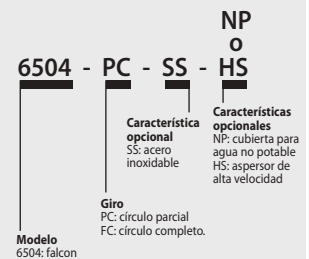 NP
o
6504 - PC - SS - HS
Características
opcionales
NP: cubierta para
agua no potable
HS: aspersor de
alta velocidad
Característica
opcional
SS: acero
inoxidable
Giro
PC: círculo parcial
FC: círculo completo.
Modelo
6504: falcon